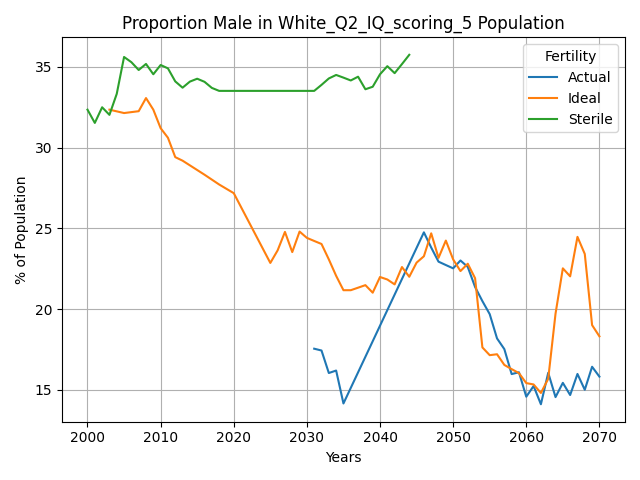 Proportion Male in White_Q2_IQ_scoring_5 Population
Fertility
Actual
Ideal
Sterile
% of Population
35
30
25
20
15
2000 2010 2020 2030 2040 2050 2060 2070
Years